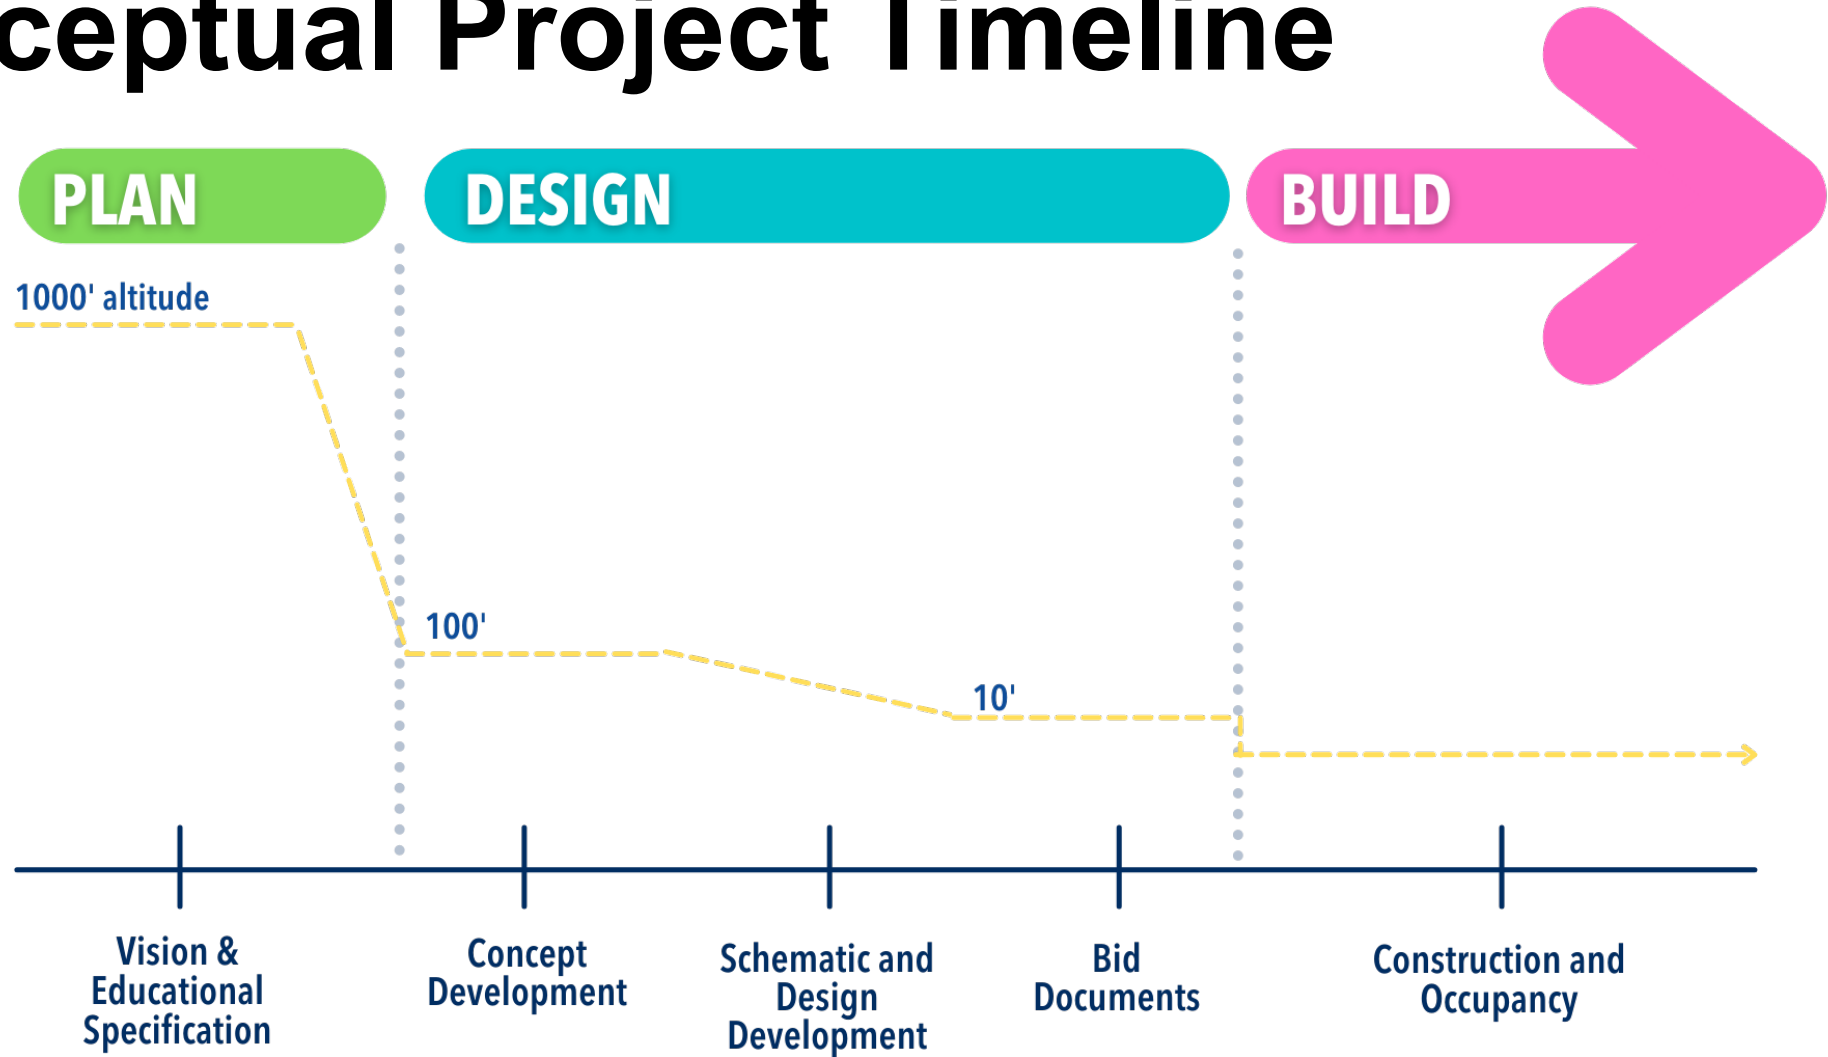 ceptual Project Timeline
PLAN
DESIGN
BUILD
1000' altitude
100'
10'
Vision &
Educational
Specification
Concept
Development
Schematic and
Design
Development
Bid
Documents
Construction and
Occupancy